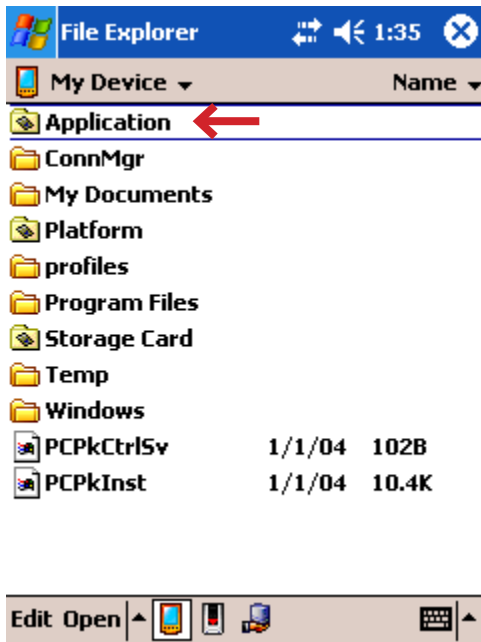 File Explorer 1:35
My Device Name
Application
ConnMgr
My Documents
Platform
profiles
Program Files
Storage Card
Temp
Windows
PCPkCtrlSv 1/1/04 102B
PCPkInst 1/1/04 10.4K
Edit Open